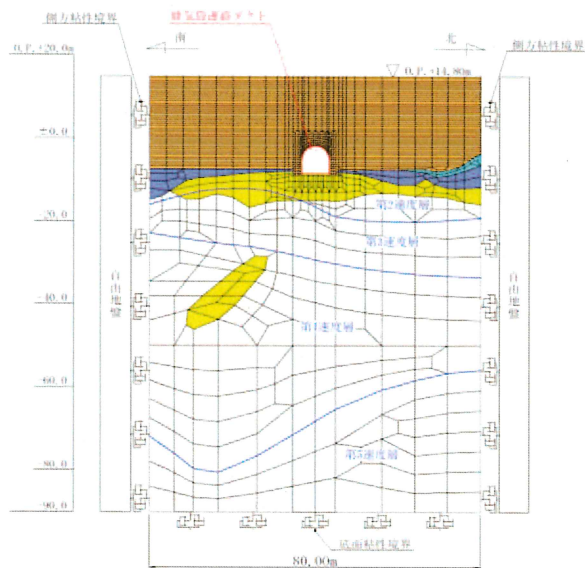 側方粘性境界
南
北
側方粘性境界
O.P.+20.0m
O.P.+14.80m
±0.0
-20.0
-40.0
-60.0
-80.0
-90.0
自由地盤
自由地盤
第2速度層
第3速度層
第4速度層
第5速度層
底面粘性境界
80.00m